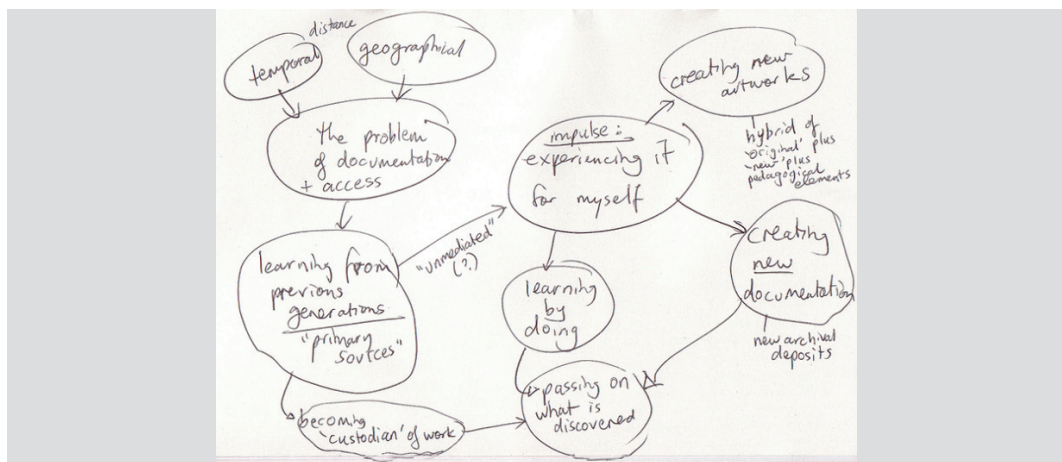 distance
temporal
geographical
the problem
of documentation
+ access
learning from
previous
generations
"primary
sources"
"unmediated"
(?)
becoming
'custodian' of work
impulse:
experiencing it
for myself
learning
by
doing
passing on
what is
discovered
creating new
artworks
hybrid of
'original' plus
'new' plus
pedagogical
elements
creating
new
documentation
new archival
deposits